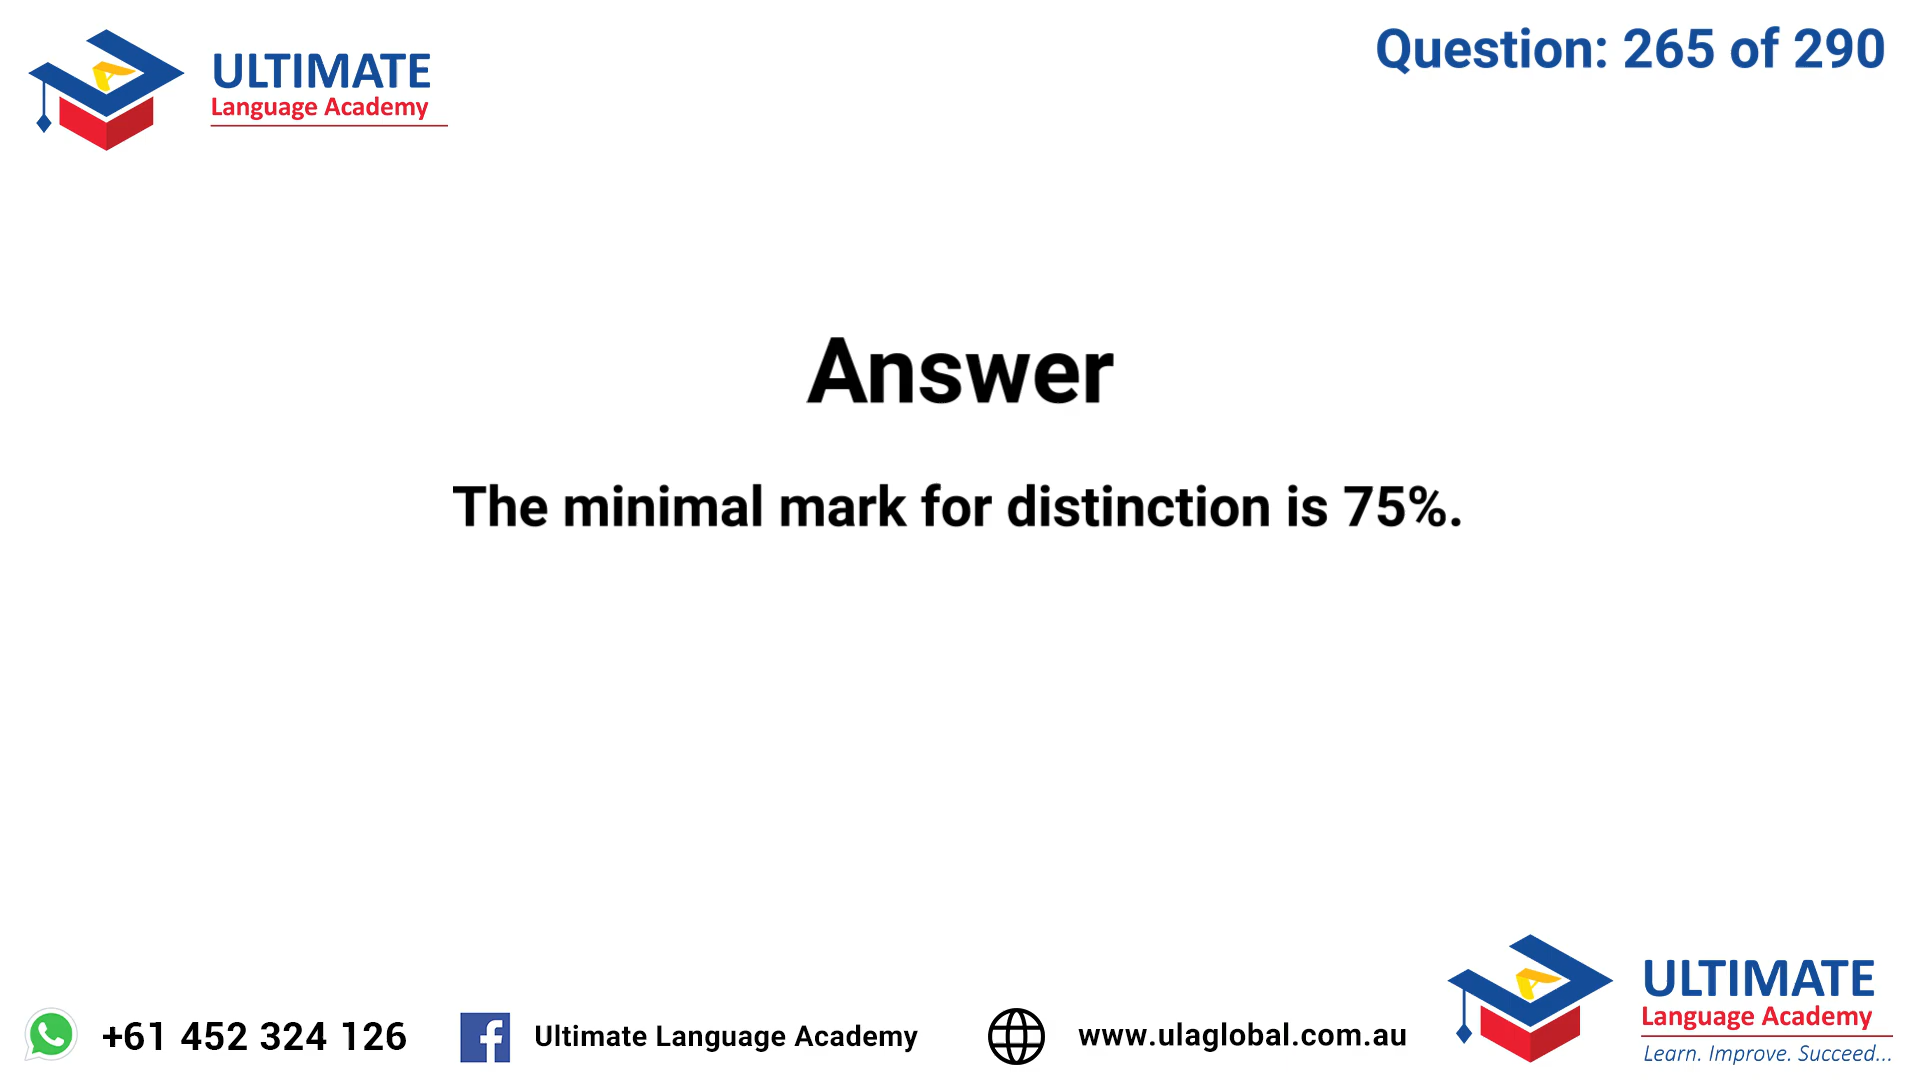 ULTIMATE
Language Academy
Question: 265 of 290
Answer
The minimal mark for distinction is 75%.
+61 452 324 126
Ultimate Language Academy
www.ulaglobal.com.au
ULTIMATE
Language Academy
Learn. Improve. Succeed...